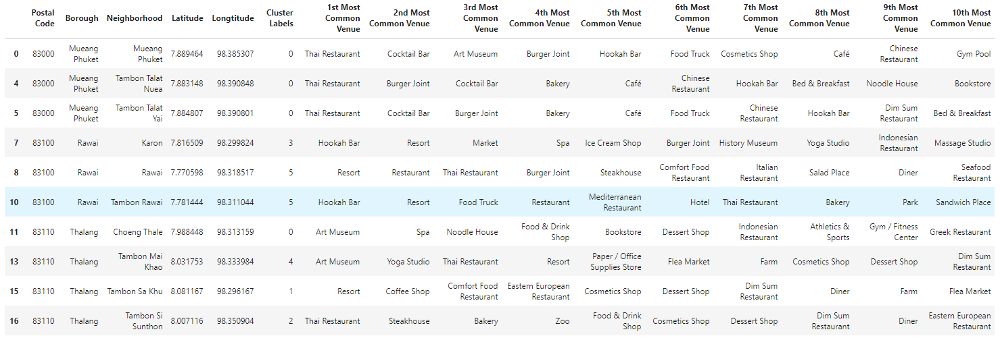 Postal Code Borough Neighborhood Latitude Longtitude Cluster Labels 1st Most Common Venue 2nd Most Common Venue 3rd Most Common Venue 4th Most Common Venue 5th Most Common Venue 6th Most Common Venue 7th Most Common Venue 8th Most Common Venue 9th Most Common Venue 10th Most Common Venue
0 83000 Mueang Phuket Mueang Phuket 7.889464 98.385307 0 Thai Restaurant Cocktail Bar Art Museum Burger Joint Hookah Bar Food Truck Cosmetics Shop Café Chinese Restaurant Gym Pool
4 83000 Mueang Phuket Tambon Talat Nuea 7.883148 98.390848 0 Thai Restaurant Burger Joint Cocktail Bar Bakery Café Chinese Restaurant Hookah Bar Bed & Breakfast Noodle House Bookstore
5 83000 Mueang Phuket Tambon Talat Yai 7.884807 98.390801 0 Thai Restaurant Cocktail Bar Burger Joint Bakery Café Food Truck Chinese Restaurant Hookah Bar Dim Sum Restaurant Bed & Breakfast
7 83100 Rawai Karon 7.816509 98.299824 3 Hookah Bar Resort Market Spa Ice Cream Shop Burger Joint History Museum Yoga Studio Indonesian Restaurant Massage Studio
8 83100 Rawai Rawai 7.770598 98.318517 5 Resort Restaurant Thai Restaurant Burger Joint Steakhouse Comfort Food Restaurant Italian Restaurant Salad Place Diner Seafood Restaurant
10 83100 Rawai Tambon Rawai 7.781444 98.311044 5 Hookah Bar Resort Food Truck Restaurant Mediterranean Restaurant Hotel Thai Restaurant Bakery Park Sandwich Place
11 83110 Thalang Choeng Thale 7.988448 98.313159 0 Art Museum Spa Noodle House Food & Drink Shop Bookstore Dessert Shop Indonesian Restaurant Athletics & Sports Gym / Fitness Center Greek Restaurant
13 83110 Thalang Tambon Mai Khao 8.031753 98.333984 4 Art Museum Yoga Studio Thai Restaurant Resort Paper / Office Supplies Store Flea Market Farm Cosmetics Shop Dessert Shop Dim Sum Restaurant
15 83110 Thalang Tambon Sa Khu 8.081167 98.296167 1 Resort Coffee Shop Comfort Food Restaurant Eastern European Restaurant Cosmetics Shop Dessert Shop Dim Sum Restaurant Diner Farm Flea Market
16 83110 Thalang Tambon Si Sunthon 8.007116 98.350904 2 Thai Restaurant Steakhouse Bakery Zoo Food & Drink Shop Cosmetics Shop Dessert Shop Dim Sum Restaurant Diner Eastern European Restaurant